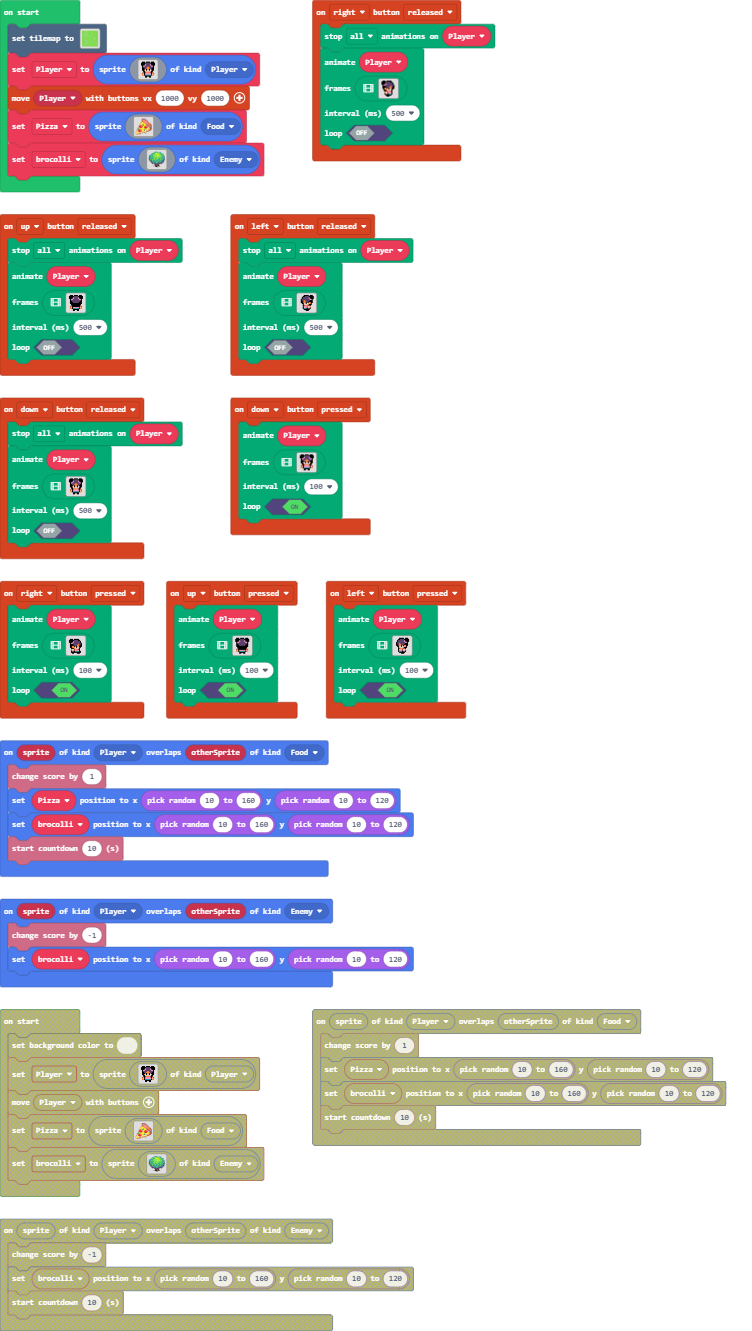 on start
set tilemap to
set Player to sprite of kind Player
move Player with buttons vx 1000 vy 1000
set Pizza to sprite of kind Food
set brocolli to sprite of kind Enemy
on right button released
stop all animations on Player
animate Player
frames
interval (ms) 500
loop OFF
on up button released
stop all animations on Player
animate Player
frames
interval (ms) 500
loop OFF
on left button released
stop all animations on Player
animate Player
frames
interval (ms) 500
loop OFF
on down button released
stop all animations on Player
animate Player
frames
interval (ms) 500
loop OFF
on down button pressed
animate Player
frames
interval (ms) 100
loop ON
on right button pressed
animate Player
frames
interval (ms) 100
loop ON
on up button pressed
animate Player
frames
interval (ms) 100
loop ON
on left button pressed
animate Player
frames
interval (ms) 100
loop ON
on sprite of kind Player overlaps otherSprite of kind Food
change score by 1
set Pizza position to x pick random 10 to 160 y pick random 10 to 120
set brocolli position to x pick random 10 to 160 y pick random 10 to 120
start countdown 10 (s)
on sprite of kind Player overlaps otherSprite of kind Enemy
change score by -1
set brocolli position to x pick random 10 to 160 y pick random 10 to 120
on start
set background color to
set Player to sprite of kind Player
move Player with buttons
set Pizza to sprite of kind Food
set brocolli to sprite of kind Enemy
on sprite of kind Player overlaps otherSprite of kind Food
change score by 1
set Pizza position to x pick random 10 to 160 y pick random 10 to 120
set brocolli position to x pick random 10 to 160 y pick random 10 to 120
start countdown 10 (s)
on sprite of kind Player overlaps otherSprite of kind Enemy
change score by -1
set brocolli position to x pick random 10 to 160 y pick random 10 to 120
start countdown 10 (s)